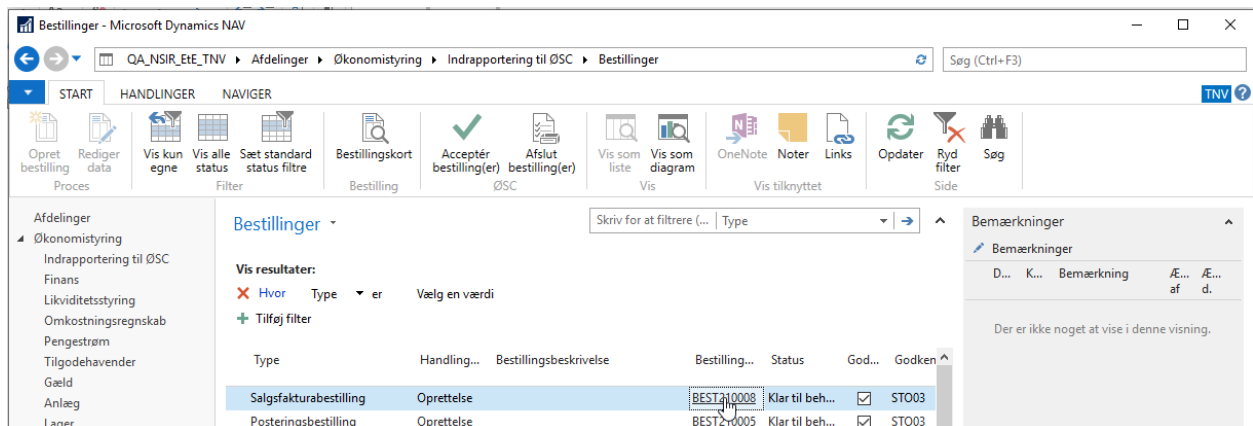 Bestillinger - Microsoft Dynamics NAV
QA_NSIR_EtE_TNV Afdelinger Økonomistyring Indrapportering til ØSC Bestillinger
Søg (Ctrl+F3)
START HANDLINGER NAVIGER
TNV
Opret bestilling
Rediger data
Vis kun egne
Vis alle status
Sæt standard status filtre
Bestillingskort
Acceptér bestilling(er)
Afslut bestilling(er)
Vis som liste
Vis som diagram
OneNote
Noter
Links
Opdater
Ryd filter
Søg
Proces Filter Bestilling ØSC Vis Vis tilknyttet Side
Afdelinger
Økonomistyring
Indrapportering til ØSC
Finans
Likviditetsstyring
Omkostningsregnskab
Pengestrøm
Tilgodehavender
Gæld
Anlæg
Lager
Bestillinger
Skriv for at filtrere (... Type
Vis resultater:
Hvor Type er Vælg en værdi
Tilføj filter
Type Handling... Bestillingsbeskrivelse Bestilling... Status God... Godken
Salgsfakturabestilling Oprettelse BEST210008 Klar til beh... STO03
Posteringsbestilling Oprettelse BEST210005 Klar til beh... STO03
Bemærkninger
Bemærkninger
D... K... Bemærkning Æ... af Æ... d.
Der er ikke noget at vise i denne visning.